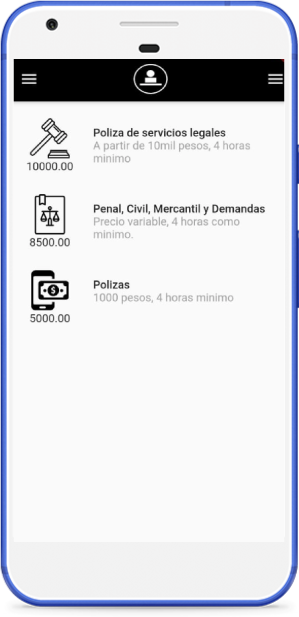 Poliza de servicios legales
A partir de 10mil pesos, 4 horas
minimo
10000.00
Penal, Civil, Mercantil y Demandas
Precio variable, 4 horas como
minimo.
8500.00
Polizas
1000 pesos, 4 horas minimo
5000.00